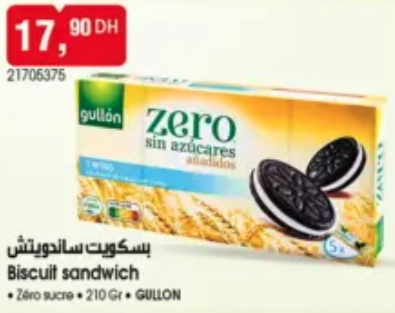 17,90 DH
21705375
gullón
zero
sin azúcares
añadidos
5x
بسكويت ساندويتش
Biscuit sandwich
• Zéro sucre • 210 Gr • GULLON